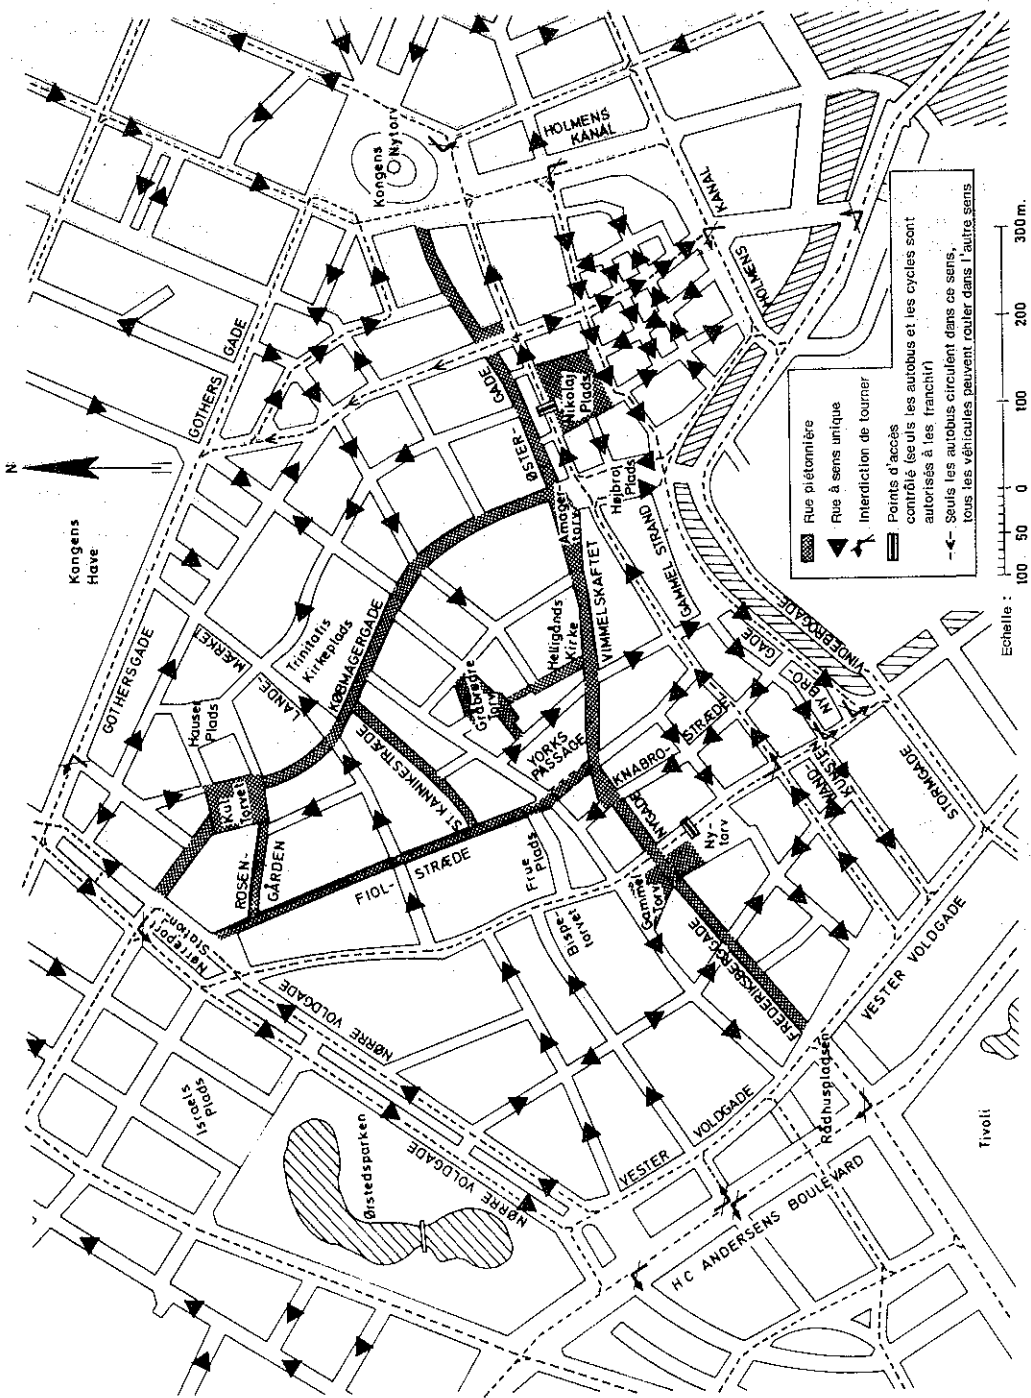 N
Kongens
Have
GOTHERSGADE
GOTHERS
GADE
Kongens
Nytorv
HOLMENS
KANAL
HOLMENS
KANAL
Hauser
Plads
LANDE-
MÆRKET
Trinitatis
Kirkeplads
KØBMAGERGADE
Kul-
torvet
ROSEN-
GÅRDEN
Nørreport
Station
FIOL-
STRÆDE
ST KANNIKESTRÆDE
Gråbrødre
Torv
Helligånds
Kirke
YORKS
PASSAGE
VIMMELSKAFTET
Amager-
torv
ØSTER-
GADE
Nikolaj
Plads
Højbro
Plads
GAMMEL STRAND
KNABRO-
STRÆDE
NYGADE
Ny-
torv
Gammel
Torv
Frue
Plads
Bispe-
torvet
FREDERIKSBERGGADE
NY BRO-
GADE
VINDEBROGADE
STORMGADE
VESTER VOLDGADE
VESTER
VOLDGADE
Rådhuspladsen
H C ANDERSENS BOULEVARD
Tivoli
NØRRE VOLDGADE
NØRRE VOLDGADE
NØRRE
Israels
Plads
Ørstedsparken
Rue piétonnière
Rue à sens unique
Interdiction de tourner
Points d'accès
contrôlé (seuls les autobus et les cycles sont
autorisés à les franchir)
Seuls les autobus circulent dans ce sens,
tous les véhicules peuvent rouler dans l'autre sens
Echelle :
100 50 0 100 200 300 m.